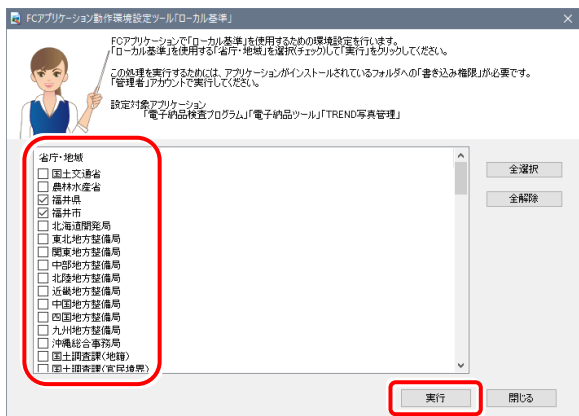 FCアプリケーション動作環境設定ツール「ローカル基準」
FCアプリケーションで「ローカル基準」を使用するための環境設定を行います。
「ローカル基準」を使用する「省庁・地域」を選択(チェック)して「実行」をクリックしてください。
この処理を実行するためには、アプリケーションがインストールされているフォルダへの「書き込み権限」が必要です。
「管理者」アカウントで実行してください。
設定対象アプリケーション
「電子納品検査プログラム」「電子納品ツール」「TREND写真管理」
省庁・地域
国土交通省
農林水産省
福井県
福井市
北海道開発局
東北地方整備局
関東地方整備局
中部地方整備局
北陸地方整備局
近畿地方整備局
中国地方整備局
四国地方整備局
九州地方整備局
沖縄総合事務局
国土調査課(地籍)
国土調査課(官民境界)
全選択
全解除
実行
閉じる